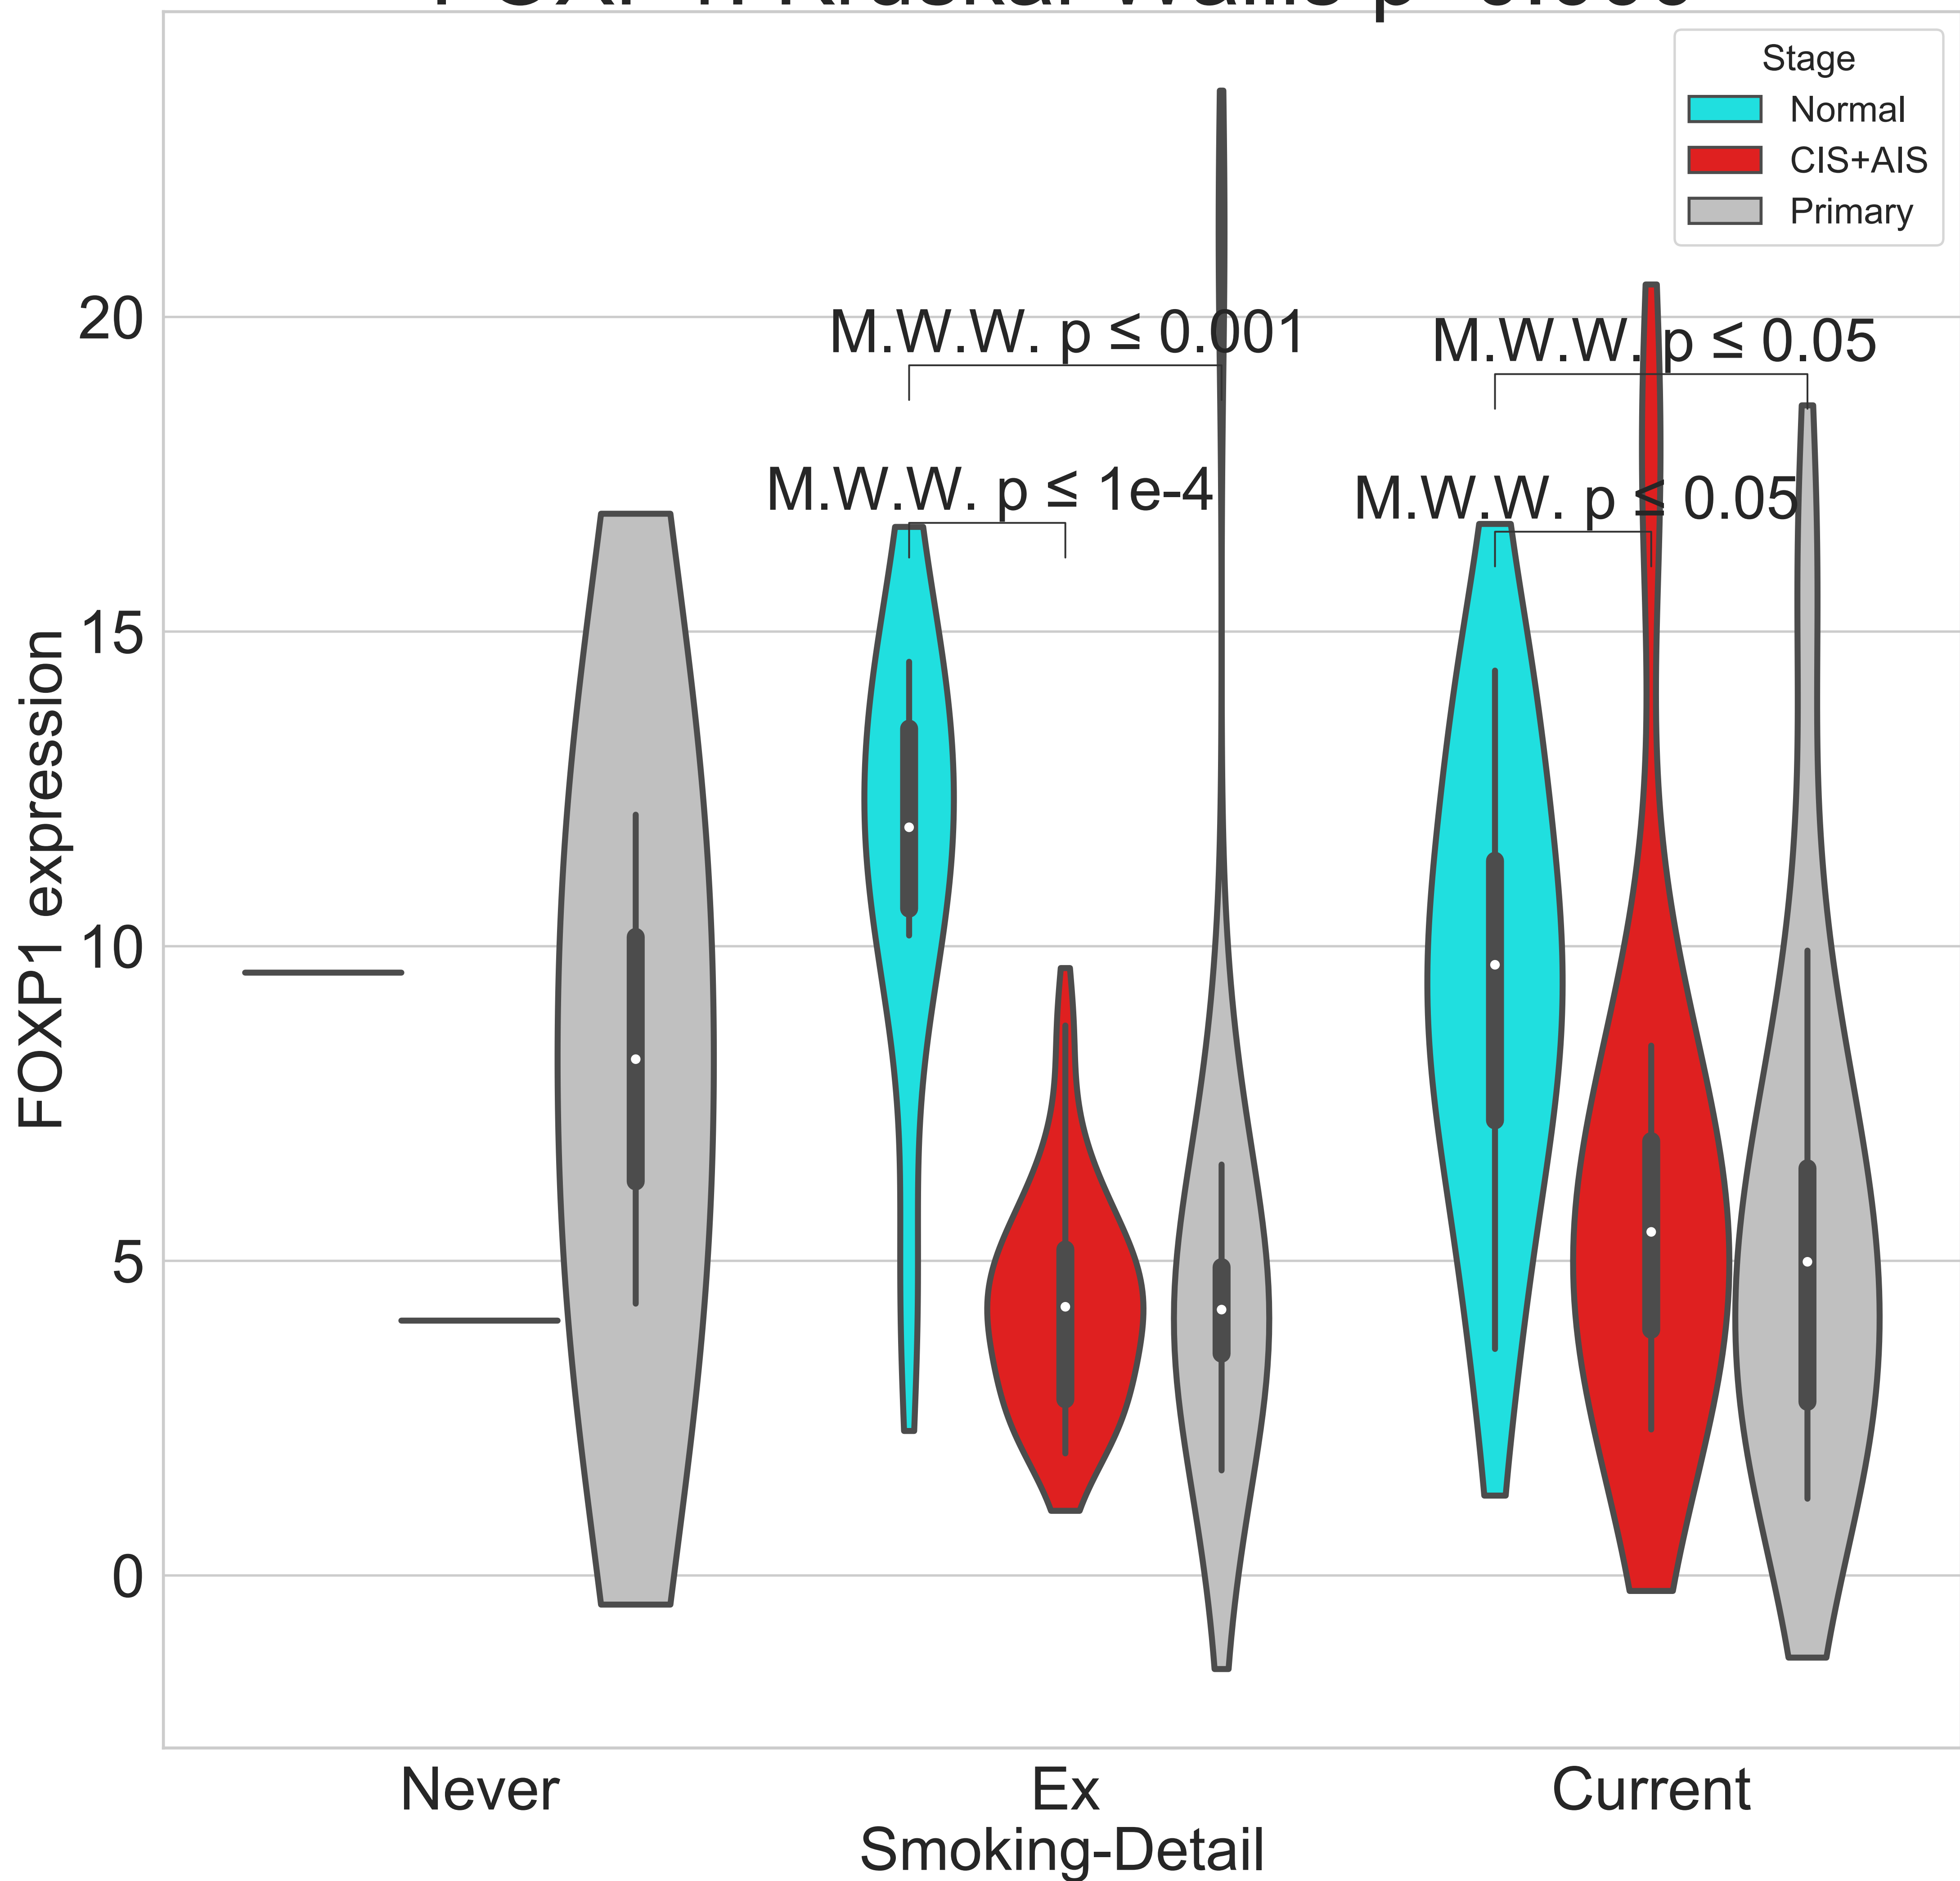 Stage
Normal
CIS+AIS
Primary
M.W.W. p ≤ 0.001
M.W.W. p ≤ 0.05
M.W.W. p ≤ 1e-4
M.W.W. p ≤ 0.05
20
15
10
5
0
FOXP1 expression
Never
Ex
Current
Smoking-Detail